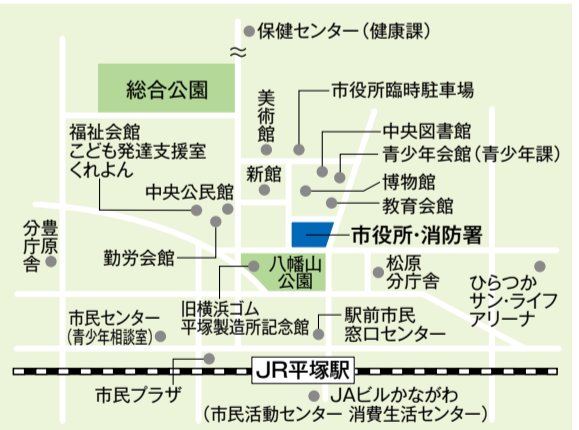 保健センター(健康課)
総合公園
美術館
市役所臨時駐車場
中央図書館
青少年会館(青少年課)
福祉会館
こども発達支援室
くれよん
新館
博物館
中央公民館
教育会館
市役所・消防署
豊原
分庁舎
勤労会館
八幡山
公園
松原
分庁舎
ひらつか
サン・ライフ
アリーナ
旧横浜ゴム
平塚製造所記念館
市民センター
(青少年相談室)
駅前市民
窓口センター
JR平塚駅
市民プラザ
JAビルかながわ
(市民活動センター 消費生活センター)